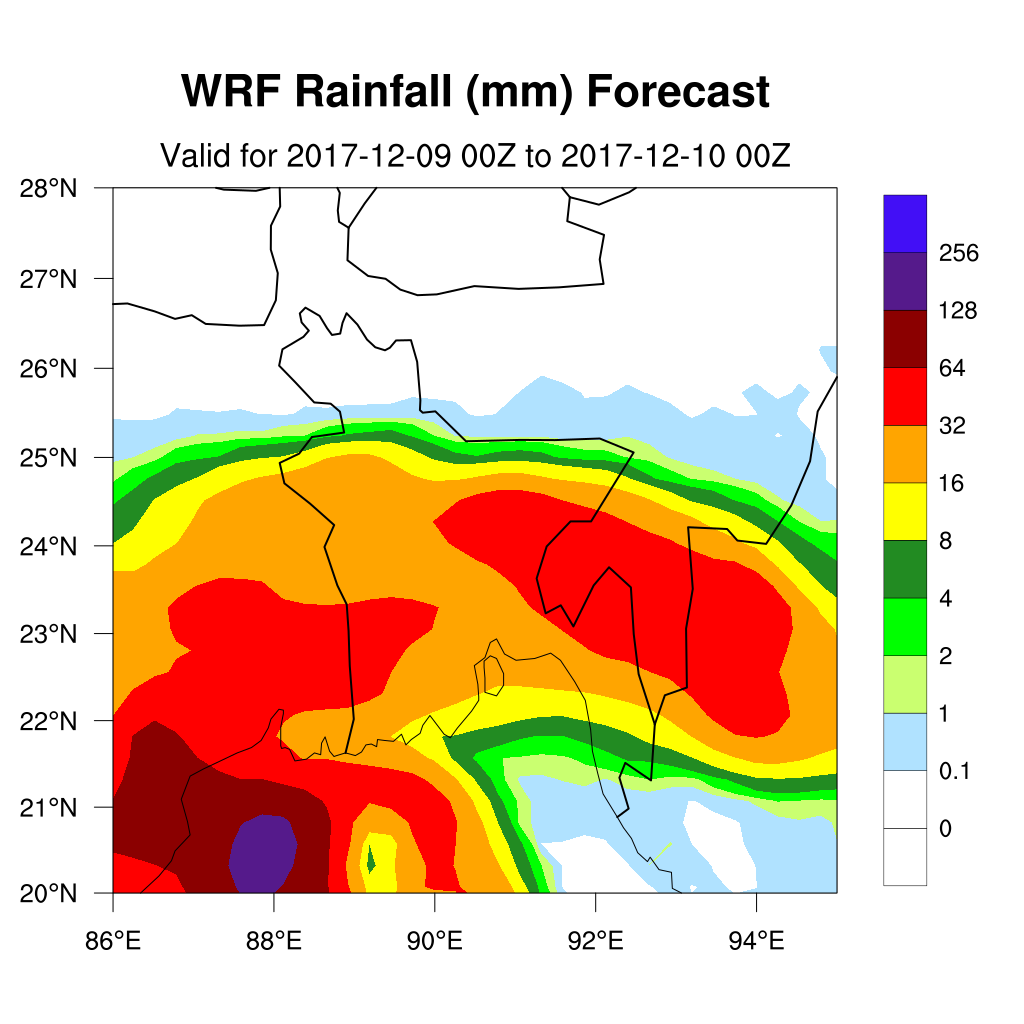 WRF Rainfall (mm) Forecast
Valid for 2017-12-09 00Z to 2017-12-10 00Z
28°N
27°N
26°N
25°N
24°N
23°N
22°N
21°N
20°N
86°E 88°E 90°E 92°E 94°E
256
128
64
32
16
8
4
2
1
0.1
0